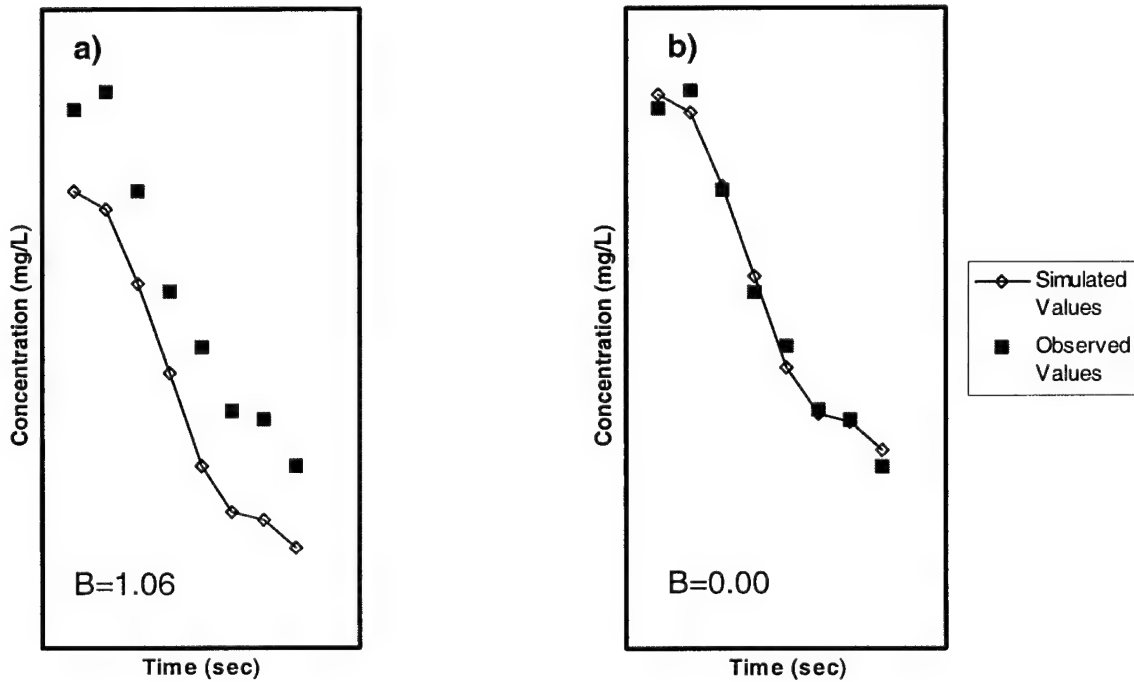 a)
Concentration (mg/L)
B=1.06
Time (sec)
b)
Concentration (mg/L)
B=0.00
Time (sec)
Simulated
Values
Observed
Values